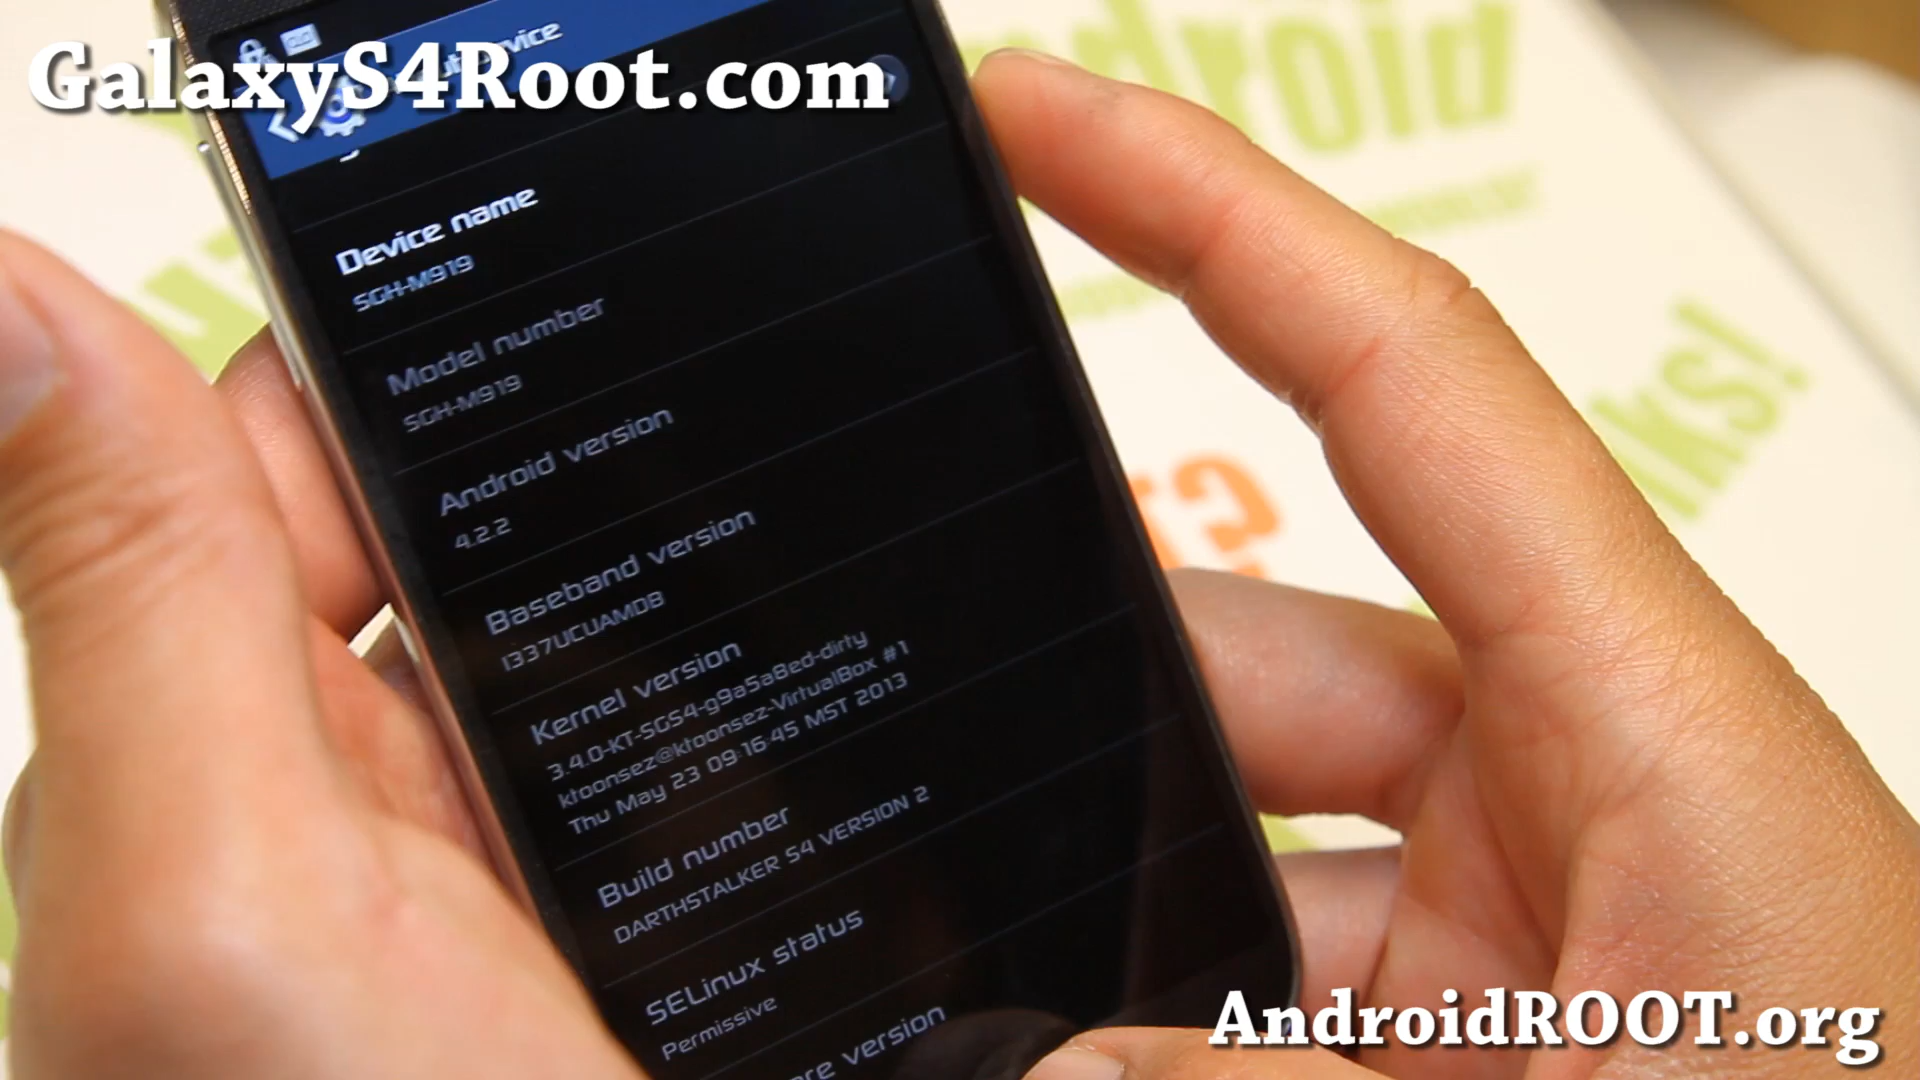 GalaxyS4Root.com
Device name
SGH-M919
Model number
SGH-M919
Android version
4.2.2
Baseband version
I337UCUAMDB
Kernel version
3.4.0-KT-SGS4-g9a5a8ed-dirty
ktoonsez@ktoonsez-VirtualBox #1
Thu May 23 09:16:45 MST 2013
Build number
DARTHSTALKER S4 VERSION 2
SELinux status
Permissive
version
AndroidROOT.org